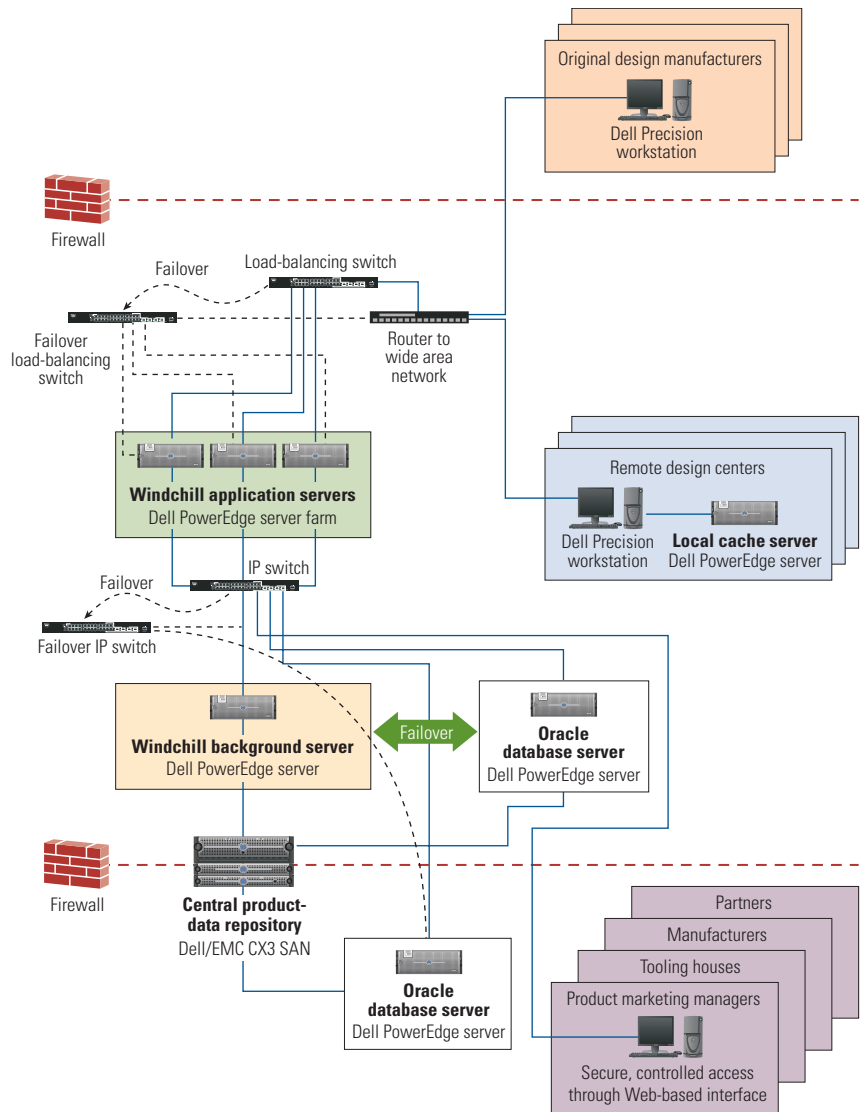 Original design manufacturers
Dell Precision
workstation
Firewall
Failover
Load-balancing switch
Failover
load-balancing
switch
Router to
wide area
network
Windchill application servers
Dell PowerEdge server farm
Remote design centers
Dell Precision
workstation
Local cache server
Dell PowerEdge server
IP switch
Failover
Failover IP switch
Windchill background server
Dell PowerEdge server
Failover
Oracle
database server
Dell PowerEdge server
Firewall
Central product-
data repository
Dell/EMC CX3 SAN
Oracle
database server
Dell PowerEdge server
Partners
Manufacturers
Tooling houses
Product marketing managers
Secure, controlled access
through Web-based interface